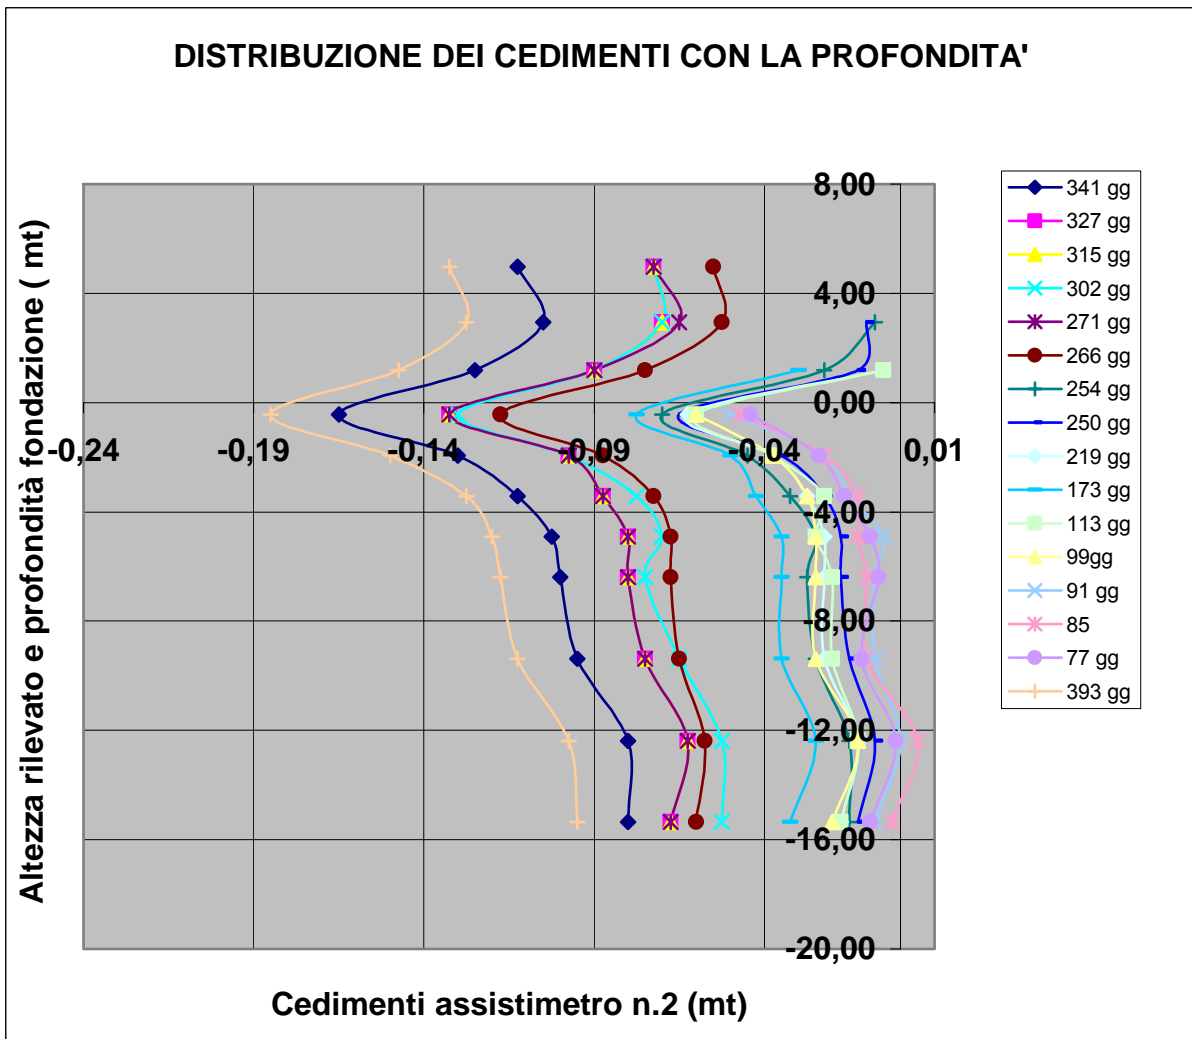 DISTRIBUZIONE DEI CEDIMENTI CON LA PROFONDITA'
Altezza rilevato e profondità fondazione ( mt)
8,00
4,00
0,00
-0,24 -0,19 -0,14 -0,09 -0,04 0,01
-4,00
-8,00
-12,00
-16,00
-20,00
Cedimenti assistimetro n.2 (mt)
341 gg
327 gg
315 gg
302 gg
271 gg
266 gg
254 gg
250 gg
219 gg
173 gg
113 gg
99gg
91 gg
85
77 gg
393 gg